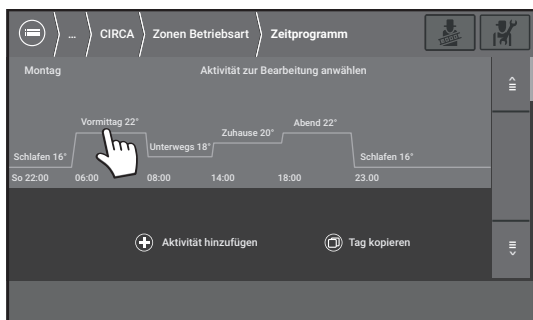 ... CIRCA Zonen Betriebsart Zeitprogramm
Montag Aktivität zur Bearbeitung anwählen
Vormittag 22° Abend 22°
Zuhause 20°
Unterwegs 18°
Schlafen 16° Schlafen 16°
So 22:00 06:00 08:00 14:00 18:00 23.00
Aktivität hinzufügen Tag kopieren